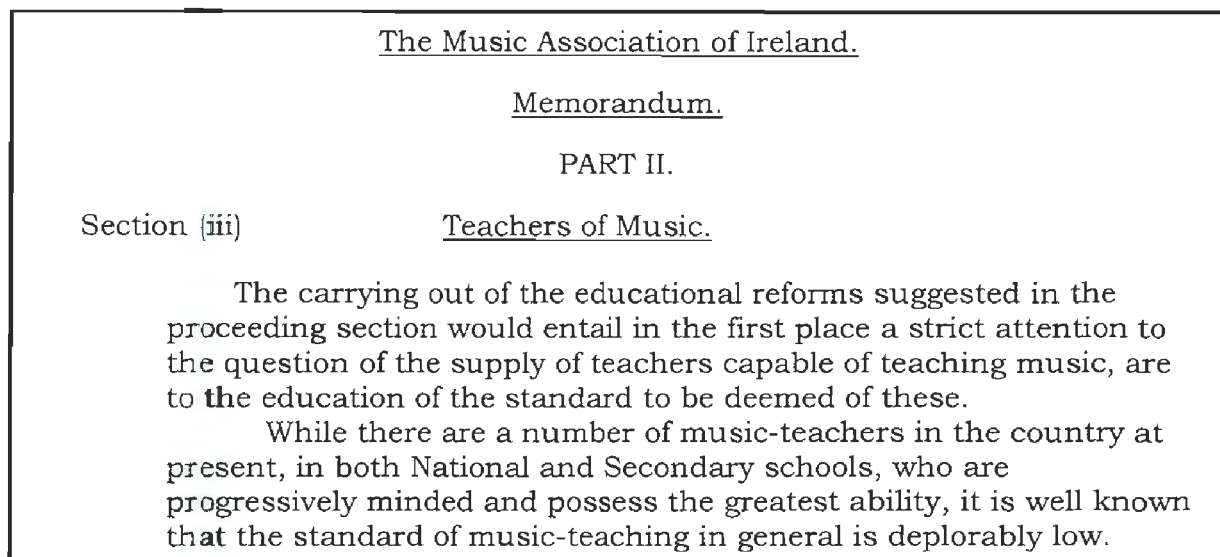 The Music Association of Ireland.
Memorandum.
PART II.
Section (iii) Teachers of Music.
The carrying out of the educational reforms suggested in the
proceeding section would entail in the first place a strict attention to
the question of the supply of teachers capable of teaching music, are
to the education of the standard to be deemed of these.
While there are a number of music-teachers in the country at
present, in both National and Secondary schools, who are
progressively minded and possess the greatest ability, it is well known
that the standard of music-teaching in general is deplorably low.